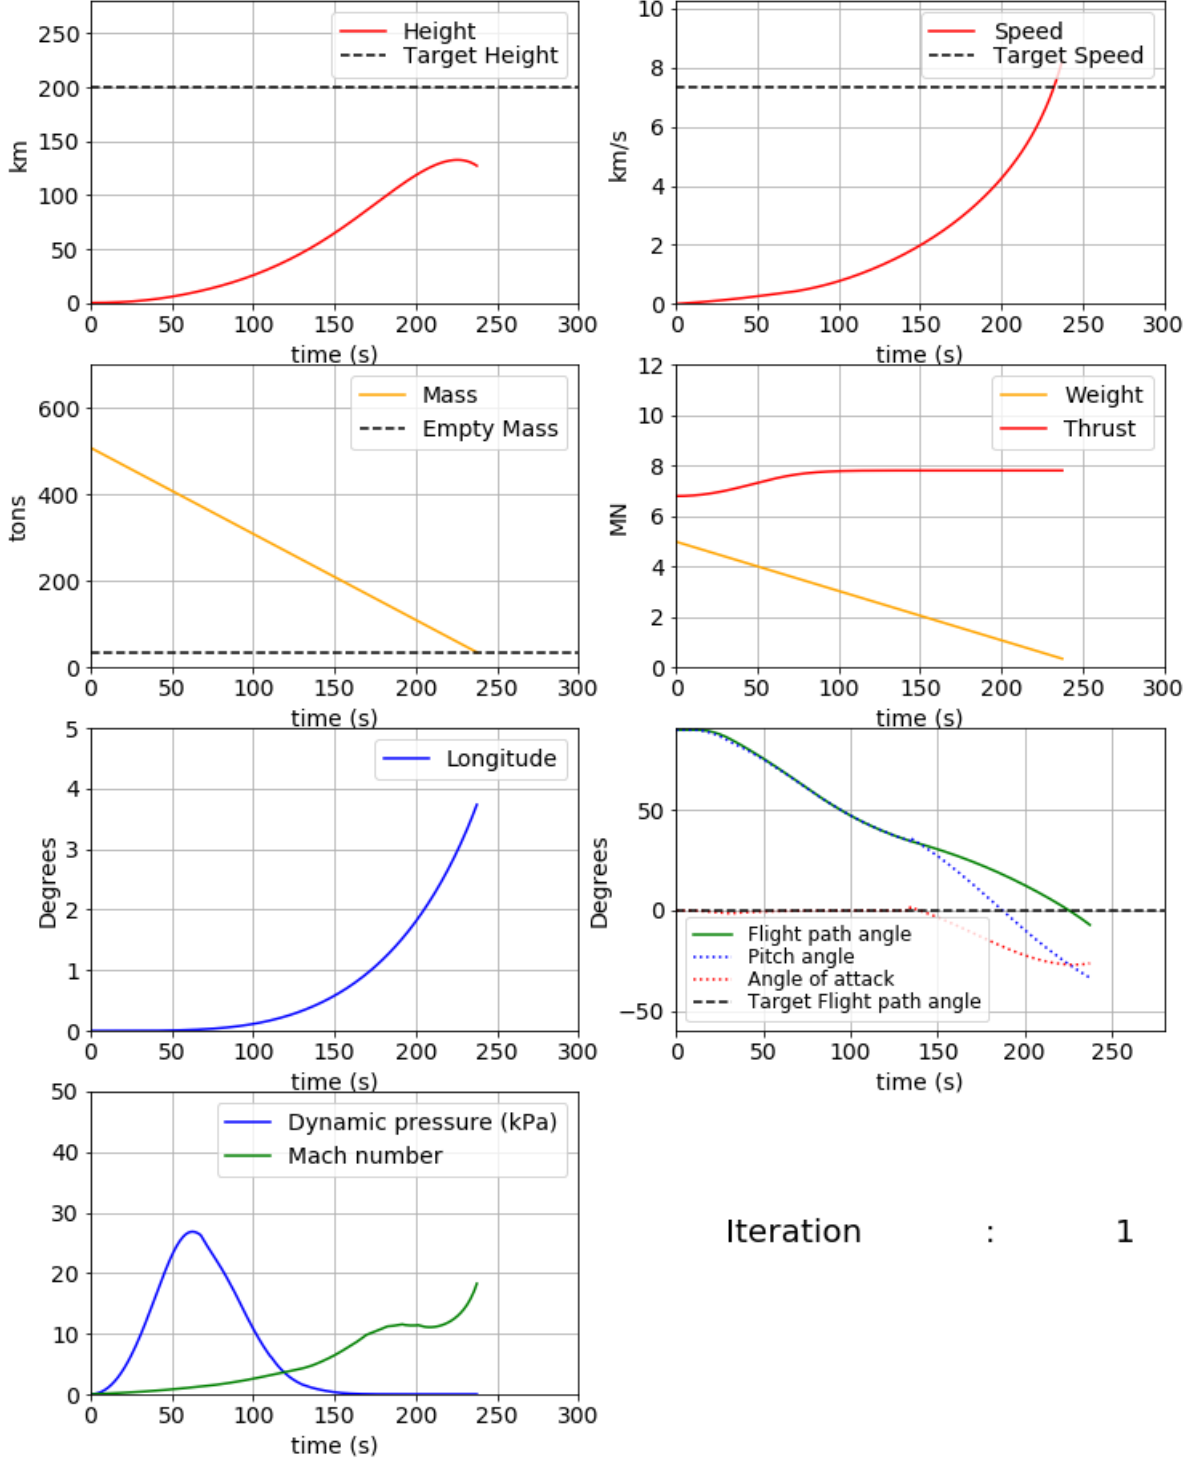 Height
Target Height
km
250
200
150
100
50
0
0 50 100 150 200 250 300
time (s)
Speed
Target Speed
km/s
10
8
6
4
2
0
0 50 100 150 200 250 300
time (s)
Mass
Empty Mass
tons
600
400
200
0
0 50 100 150 200 250 300
time (s)
Weight
Thrust
MN
12
10
8
6
4
2
0
0 50 100 150 200 250 300
time (s)
Longitude
Degrees
5
4
3
2
1
0
0 50 100 150 200 250 300
time (s)
Degrees
50
0
−50
Flight path angle
Pitch angle
Angle of attack
Target Flight path angle
0 50 100 150 200 250
time (s)
Dynamic pressure (kPa)
Mach number
50
40
30
20
10
0
0 50 100 150 200 250 300
time (s)
Iteration : 1